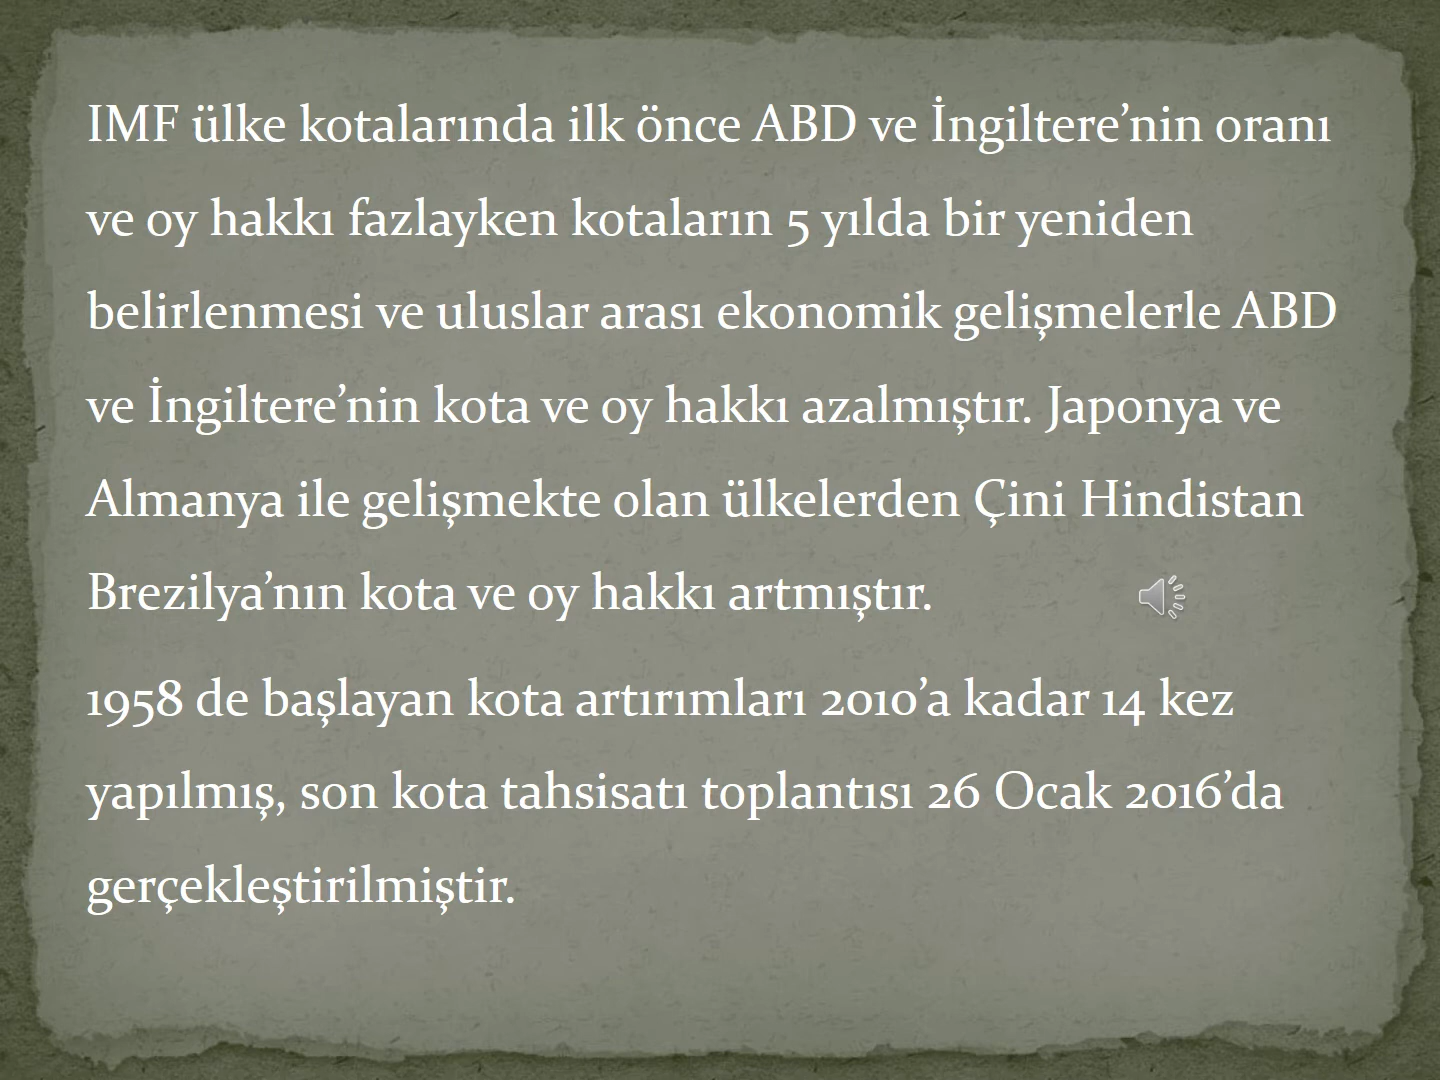 IMF ülke kotalarında ilk önce ABD ve İngiltere’nin oranı
ve oy hakkı fazlayken kotaların 5 yılda bir yeniden
belirlenmesi ve uluslar arası ekonomik gelişmelerle ABD
ve İngiltere’nin kota ve oy hakkı azalmıştır. Japonya ve
Almanya ile gelişmekte olan ülkelerden Çini Hindistan
Brezilya’nın kota ve oy hakkı artmıştır.
1958 de başlayan kota artırımları 2010’a kadar 14 kez
yapılmış, son kota tahsisatı toplantısı 26 Ocak 2016’da
gerçekleştirilmiştir.